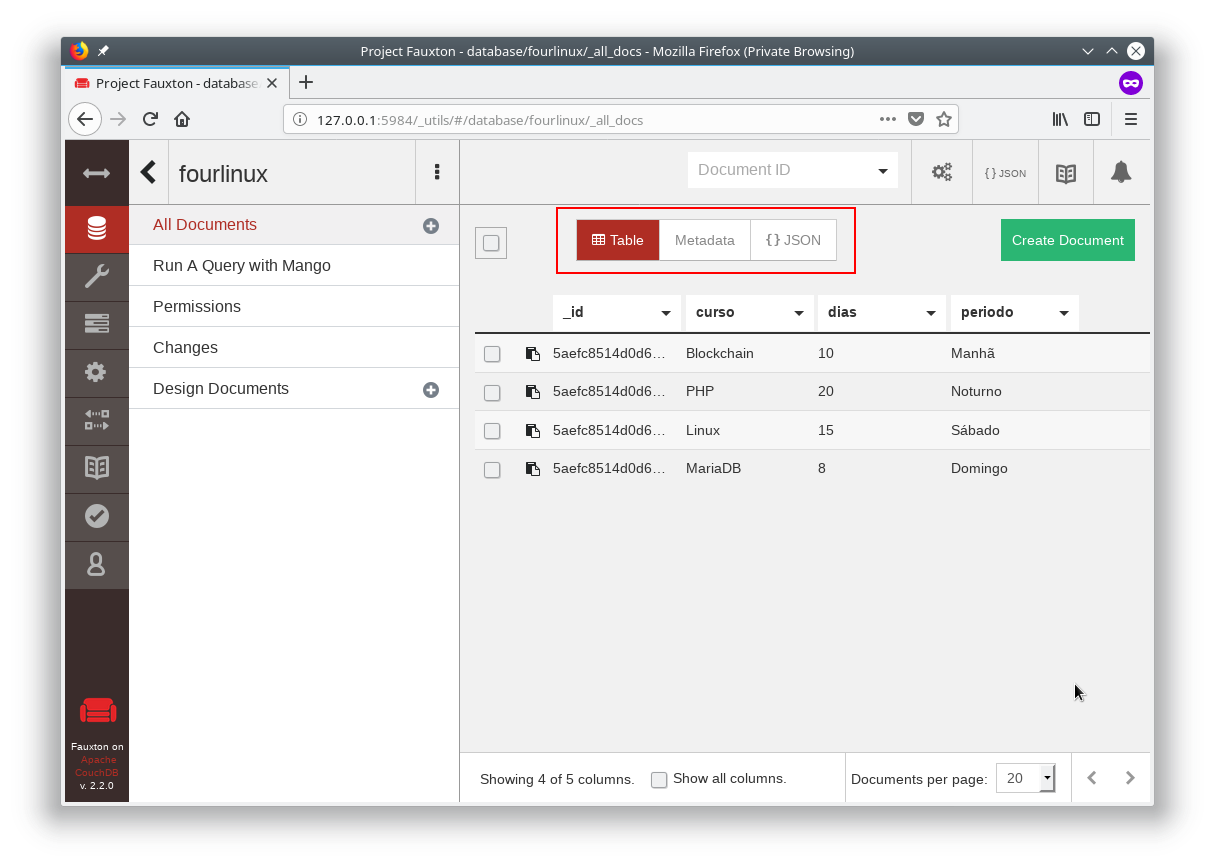 Project Fauxton - database/fourlinux/_all_docs - Mozilla Firefox (Private Browsing)
Project Fauxton - database
127.0.0.1:5984/_utils/#/database/fourlinux/_all_docs
fourlinux
Document ID
{ } JSON
All Documents
Run A Query with Mango
Permissions
Changes
Design Documents
Table
Metadata
{ } JSON
Create Document
_id curso dias periodo
5aefc8514d0d6... Blockchain 10 Manhã
5aefc8514d0d6... PHP 20 Noturno
5aefc8514d0d6... Linux 15 Sábado
5aefc8514d0d6... MariaDB 8 Domingo
Fauxton on
Apache
CouchDB
v. 2.2.0
Showing 4 of 5 columns.
Show all columns.
Documents per page: 20